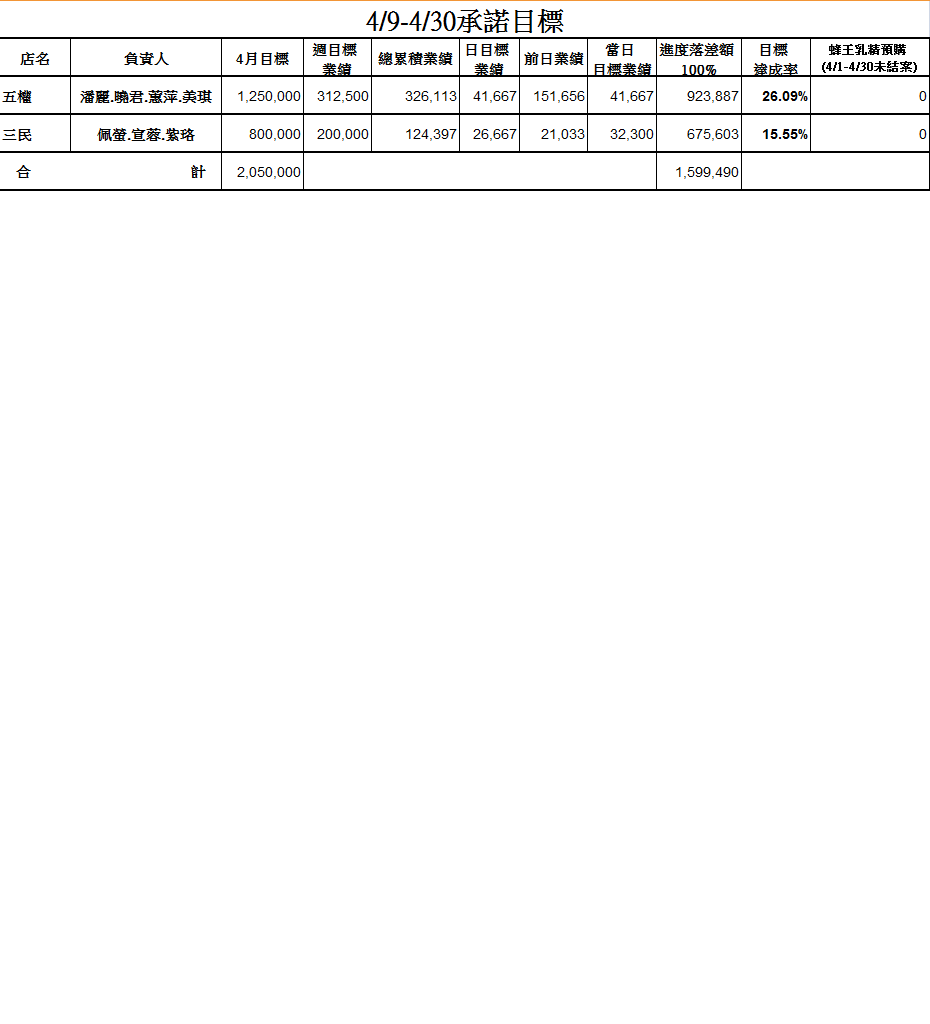 4/9-4/30承諾目標
店名 負責人 4月目標 週目標業績 總累積業績 日目標業績 前日業績 當日目標業績 進度落差額100% 目標達成率 蜂王乳精預購(4/1-4/30未結案)
五權 潘麗.曉君.蕙萍.美琪 1,250,000 312,500 326,113 41,667 151,656 41,667 923,887 26.09% 0
三民 佩螢.宣蓉.紫珞 800,000 200,000 124,397 26,667 21,033 32,300 675,603 15.55% 0
合計 2,050,000 1,599,490